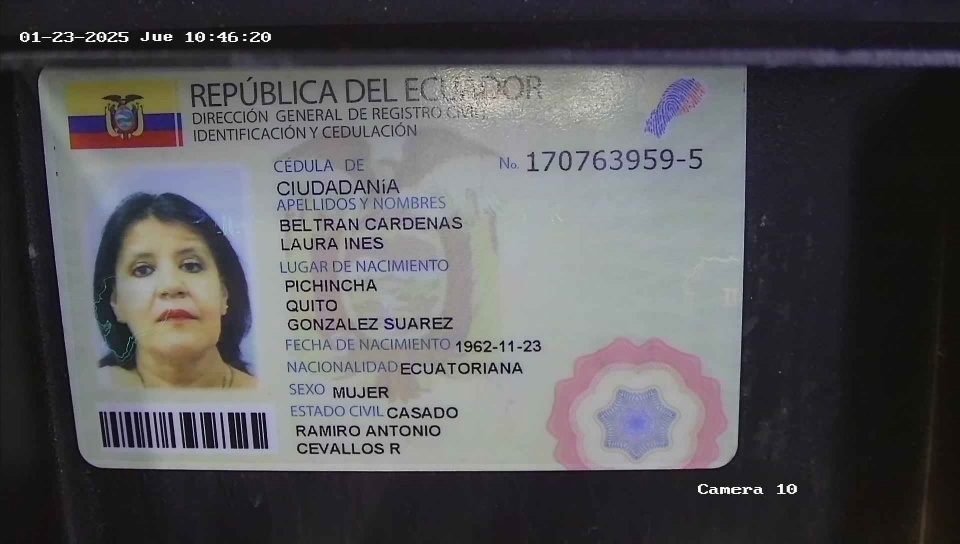 01-23-2025 Jue 10:46:20
REPÚBLICA DEL ECUADOR
DIRECCIÓN GENERAL DE REGISTRO CIVIL,
IDENTIFICACIÓN Y CEDULACIÓN
CÉDULA DE No. 170763959-5
CIUDADANíA
APELLIDOS Y NOMBRES
BELTRAN CARDENAS
LAURA INES
LUGAR DE NACIMIENTO
PICHINCHA
QUITO
GONZALEZ SUAREZ
FECHA DE NACIMIENTO 1962-11-23
NACIONALIDAD ECUATORIANA
SEXO MUJER
ESTADO CIVIL CASADO
RAMIRO ANTONIO
CEVALLOS R
Camera 10